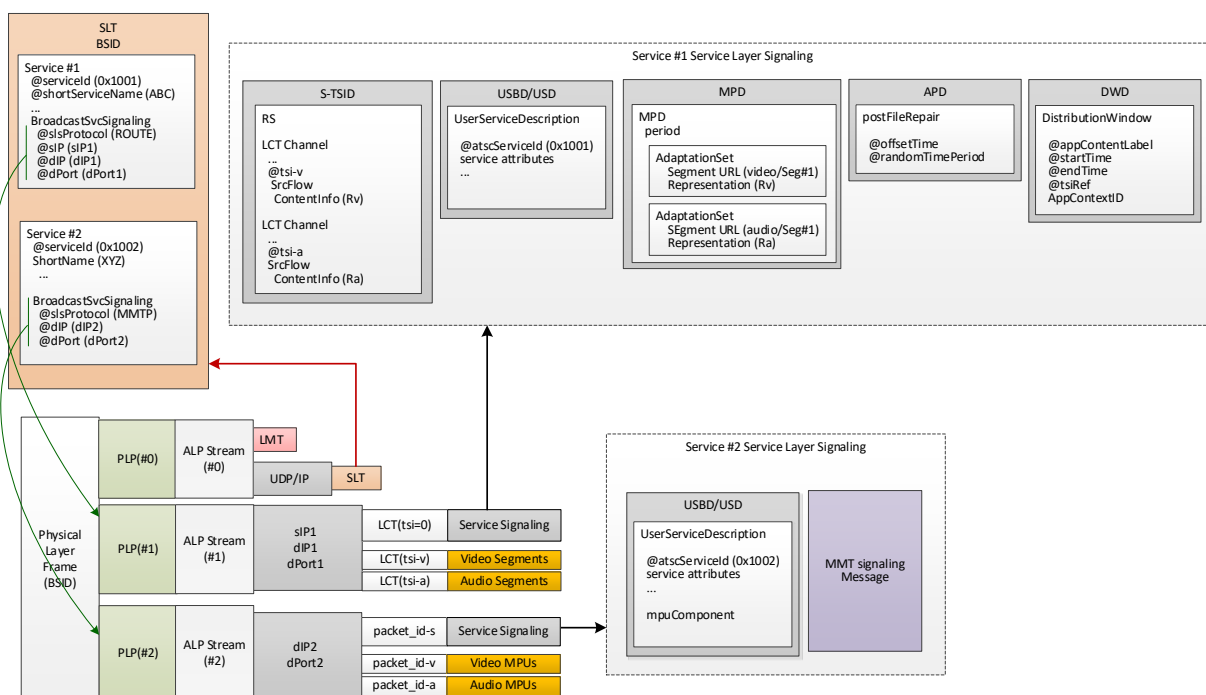 SLT
BSID
Service #1
@serviceId (0x1001)
@shortServiceName (ABC)
...
BroadcastSvcSignaling
@slsProtocol (ROUTE)
@sIP (sIP1)
@dIP (dIP1)
@dPort (dPort1)
Service #2
@serviceId (0x1002)
ShortName (XYZ)
...
BroadcastSvcSignaling
@slsProtocol (MMTP)
@dIP (dIP2)
@dPort (dPort2)
Service #1 Service Layer Signaling
S-TSID
RS
LCT Channel
...
@tsi-v
SrcFlow
ContentInfo (Rv)
LCT Channel
...
@tsi-a
SrcFlow
ContentInfo (Ra)
USBD/USD
UserServiceDescription
@atscServiceId (0x1001)
service attributes
...
MPD
MPD
period
AdaptationSet
Segment URL (video/Seg#1)
Representation (Rv)
AdaptationSet
SEgment URL (audio/Seg#1)
Representation (Ra)
APD
postFileRepair
@offsetTime
@randomTimePeriod
DWD
DistributionWindow
@appContentLabel
@startTime
@endTime
@tsiRef
AppContextID
Physical
Layer
Frame
(BSID)
PLP(#0)
ALP Stream
(#0)
LMT
UDP/IP
SLT
PLP(#1)
ALP Stream
(#1)
sIP1
dIP1
dPort1
LCT(tsi=0)
Service Signaling
LCT(tsi-v)
Video Segments
LCT(tsi-a)
Audio Segments
PLP(#2)
ALP Stream
(#2)
dIP2
dPort2
packet_id-s
Service Signaling
packet_id-v
Video MPUs
packet_id-a
Audio MPUs
Service #2 Service Layer Signaling
USBD/USD
UserServiceDescription
@atscServiceId (0x1002)
service attributes
...
mpuComponent
MMT signaling
Message